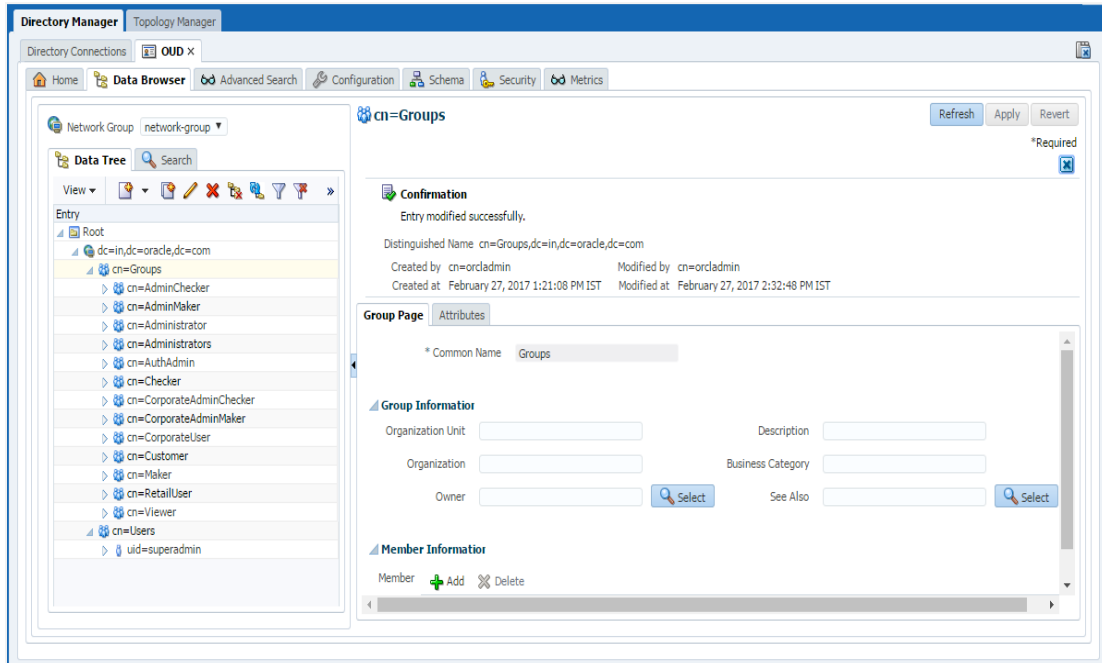 Directory Manager Topology Manager
Directory Connections OUD ×
Home Data Browser Advanced Search Configuration Schema Security Metrics
Network Group network-group
Data Tree Search
View »
Entry
Root
dc=in,dc=oracle,dc=com
cn=Groups
cn=AdminChecker
cn=AdminMaker
cn=Administrator
cn=Administrators
cn=AuthAdmin
cn=Checker
cn=CorporateAdminChecker
cn=CorporateAdminMaker
cn=CorporateUser
cn=Customer
cn=Maker
cn=RetailUser
cn=Viewer
cn=Users
uid=superadmin
cn=Groups Refresh Apply Revert
*Required
Confirmation
Entry modified successfully.
Distinguished Name cn=Groups,dc=in,dc=oracle,dc=com
Created by cn=orcladmin Modified by cn=orcladmin
Created at February 27, 2017 1:21:08 PM IST Modified at February 27, 2017 2:32:48 PM IST
Group Page Attributes
* Common Name Groups
Group Information
Organization Unit Description
Organization Business Category
Owner Select See Also Select
Member Information
Member Add Delete